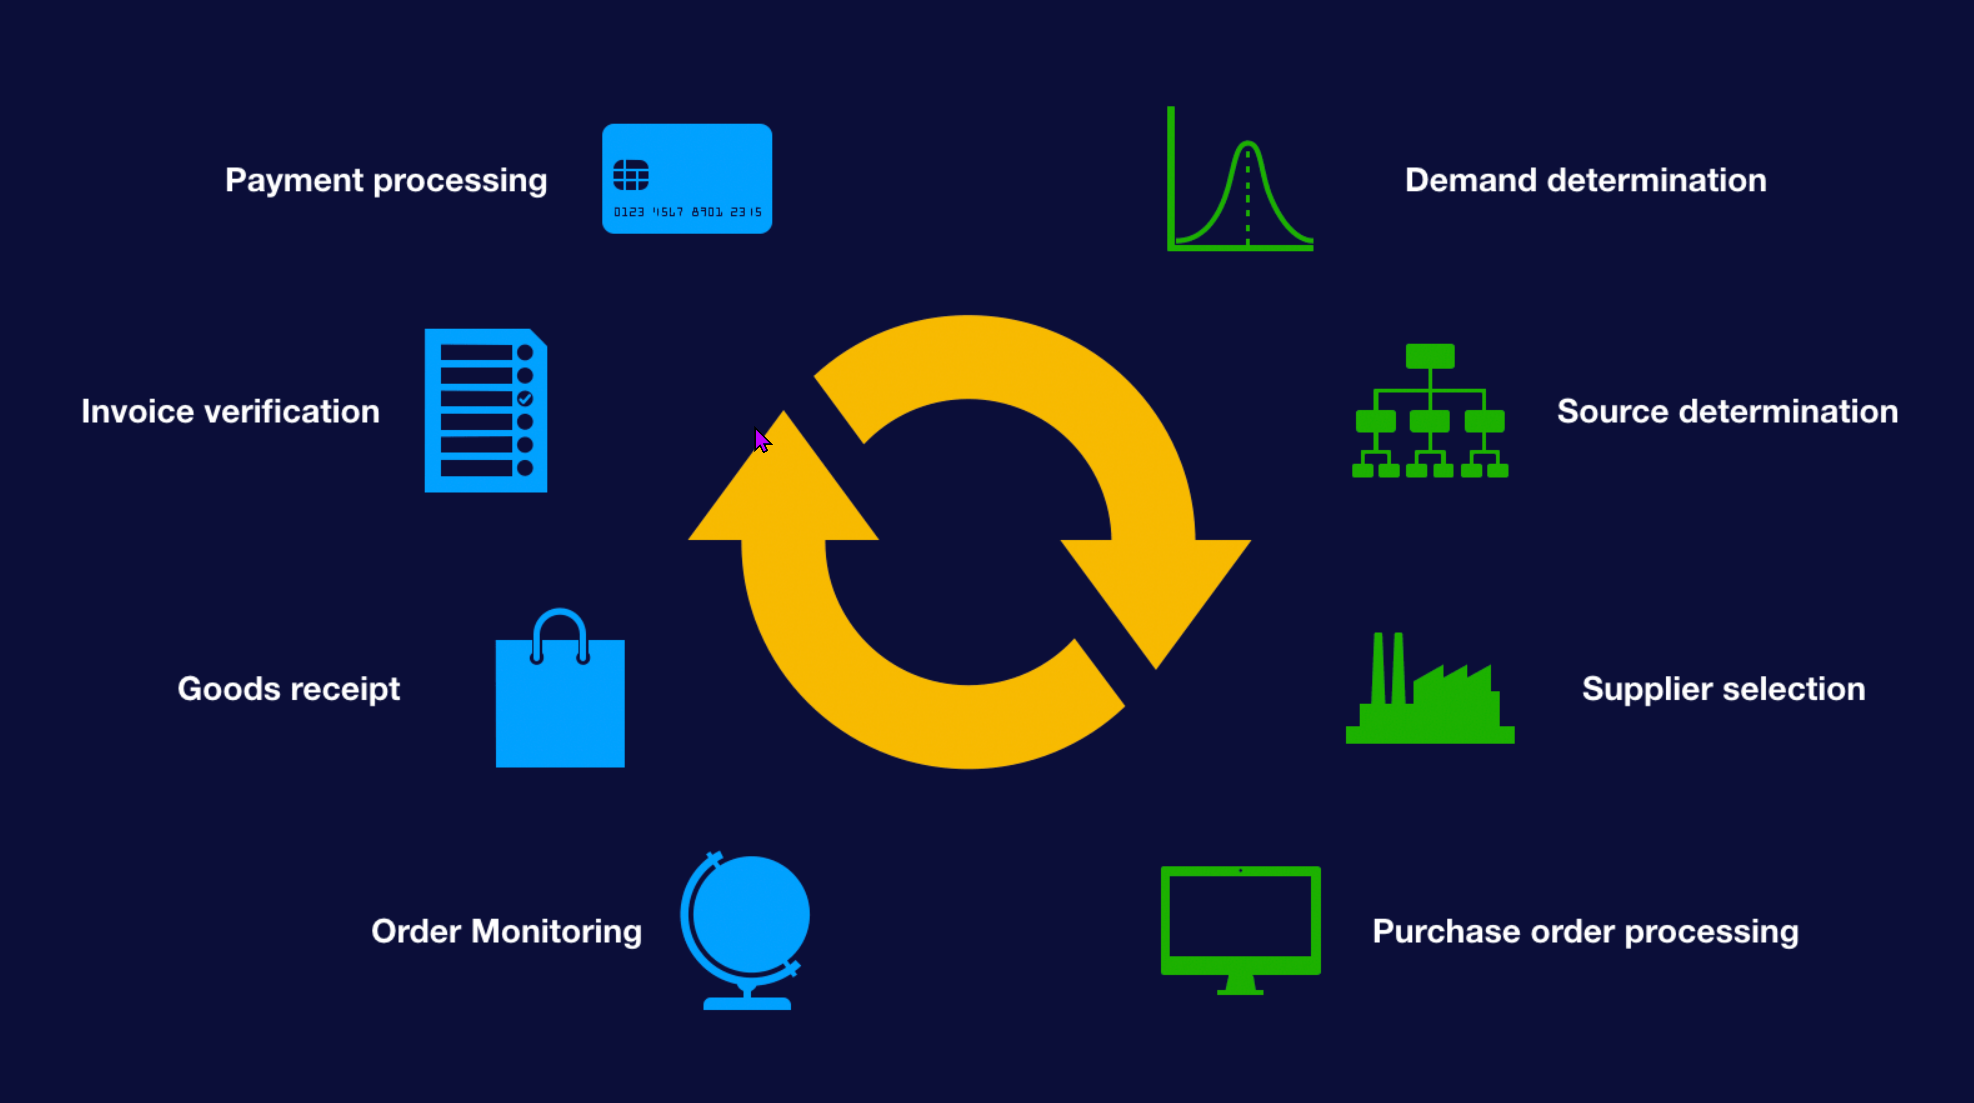 Payment processing
0123 4567 8901 2315
Demand determination
Invoice verification
Source determination
Goods receipt
Supplier selection
Order Monitoring
Purchase order processing